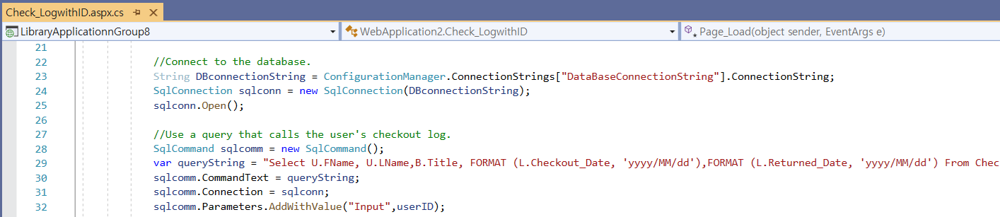 Check_LogwithID.aspx.cs
LibraryApplicationnGroup8 WebApplication2.Check_LogwithID Page_Load(object sender, EventArgs e)
21
22 //Connect to the database.
23 String DBconnectionString = ConfigurationManager.ConnectionStrings["DataBaseConnectionString"].ConnectionString;
24 SqlConnection sqlconn = new SqlConnection(DBconnectionString);
25 sqlconn.Open();
26
27 //Use a query that calls the user's checkout log.
28 SqlCommand sqlcomm = new SqlCommand();
29 var queryString = "Select U.FName, U.LName,B.Title, FORMAT (L.Checkout_Date, 'yyyy/MM/dd'),FORMAT (L.Returned_Date, 'yyyy/MM/dd') From Chec
30 sqlcomm.CommandText = queryString;
31 sqlcomm.Connection = sqlconn;
32 sqlcomm.Parameters.AddWithValue("Input",userID);